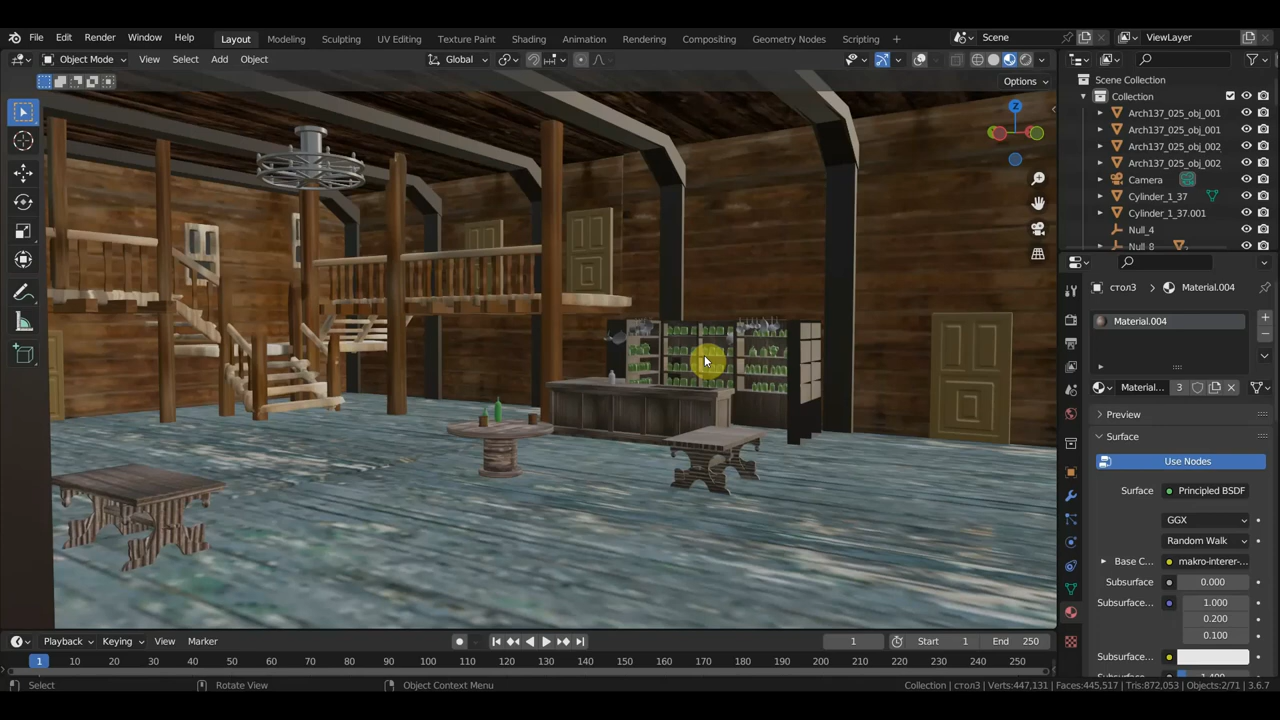 File Edit Render Window Help Layout Modeling Sculpting UV Editing Texture Paint Shading Animation Rendering Compositing Geometry Nodes Scripting + Scene ViewLayer
Object Mode View Select Add Object Global
Options
Scene Collection
Collection
Arch137_025_obj_001
Arch137_025_obj_001
Arch137_025_obj_002
Arch137_025_obj_002
Camera
Cylinder_1_37
Cylinder_1_37.001
Null_4
Null_8
стол3 > Material.004
Material.004
Material... 3
Preview
Surface
Use Nodes
Surface Principled BSDF
GGX
Random Walk
Base C... makro-interer-...
Subsurface 0.000
Subsurface... 1.000
0.200
0.100
Subsurface...
Playback Keying View Marker 1 Start 1 End 250
1 10 20 30 40 50 60 70 80 90 100 110 120 130 140 150 160 170 180 190 200 210 220 230 240 250
Select Rotate View Object Context Menu Collection | стол3 | Verts:447,131 | Faces:445,517 | Tris:872,053 | Objects:2/71 | 3.6.7